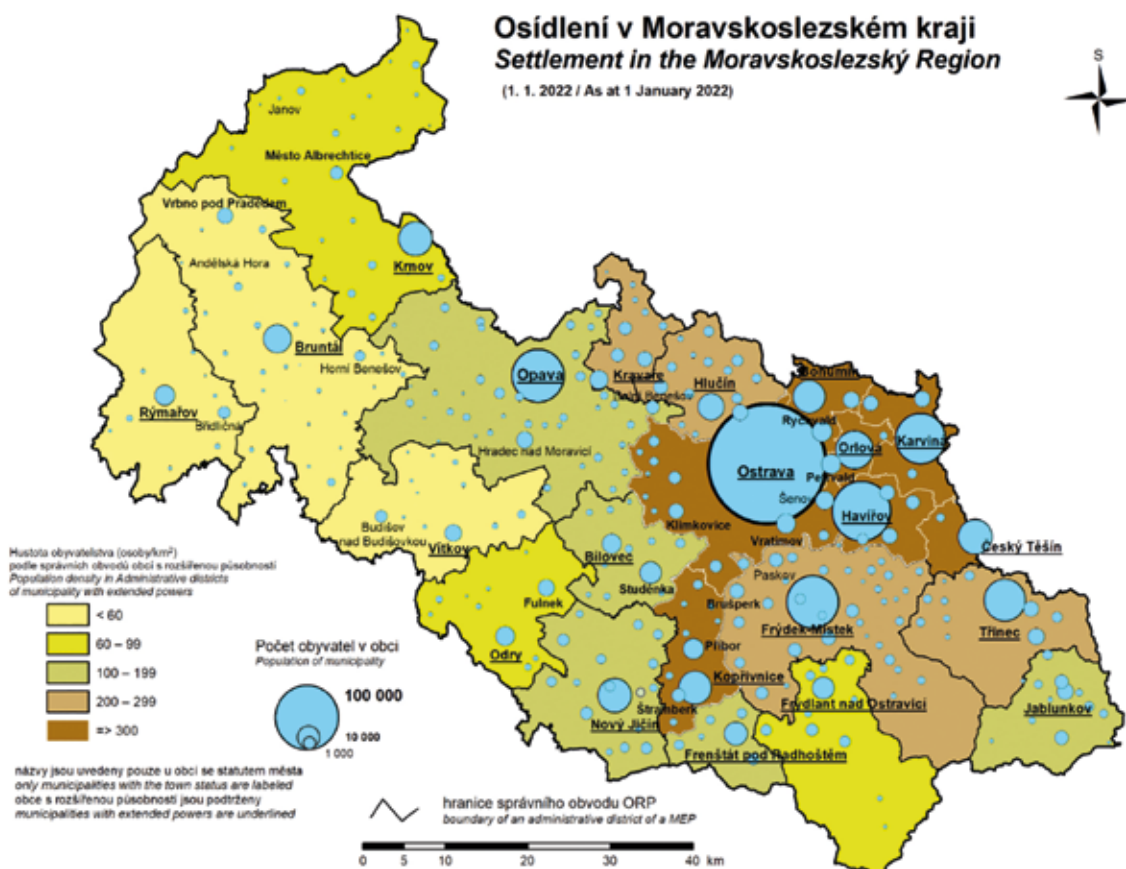 Osídlení v Moravskoslezském kraji
Settlement in the Moravskoslezský Region
(1. 1. 2022 / As at 1 January 2022)
S
Janov
Město Albrechtice
Vrbno pod Pradědem
Andělská Hora
Krnov
Bruntál
Horní Benešov
Rýmařov
Břidličná
Opava
Kravaře
Dolní Benešov
Hlučín
Bohumín
Rychvald
Orlová
Karviná
Ostrava
Petřvald
Šenov
Havířov
Hradec nad Moravicí
Klimkovice
Vratimov
Český Těšín
Budišov
nad Budišovkou
Vítkov
Bílovec
Studénka
Paskov
Brušperk
Frýdek-Místek
Třinec
Fulnek
Odry
Příbor
Kopřivnice
Nový Jičín
Štramberk
Frýdlant nad Ostravicí
Jablunkov
Frenštát pod Radhoštěm
Hustota obyvatelstva (osoby/km²)
podle správních obvodů obcí s rozšířenou působností
Population density in Administrative districts
of municipality with extended powers
< 60
60 – 99
100 – 199
200 – 299
=> 300
Počet obyvatel v obci
Population of municipality
100 000
10 000
1 000
názvy jsou uvedeny pouze u obcí se statutem města
only municipalities with the town status are labeled
obce s rozšířenou působností jsou podtrženy
municipalities with extended powers are underlined
hranice správního obvodu ORP
boundary of an administrative district of a MEP
0 5 10 20 30 40 km